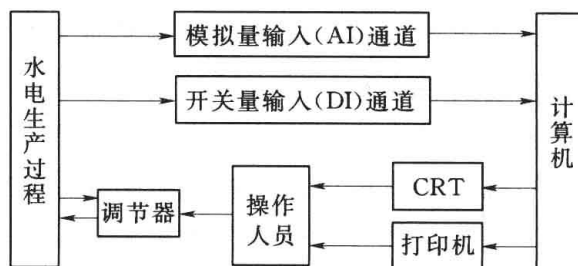 水电生产过程
模拟量输入(AI)通道
开关量输入(DI)通道
计算机
调节器
操作
人员
CRT
打印机